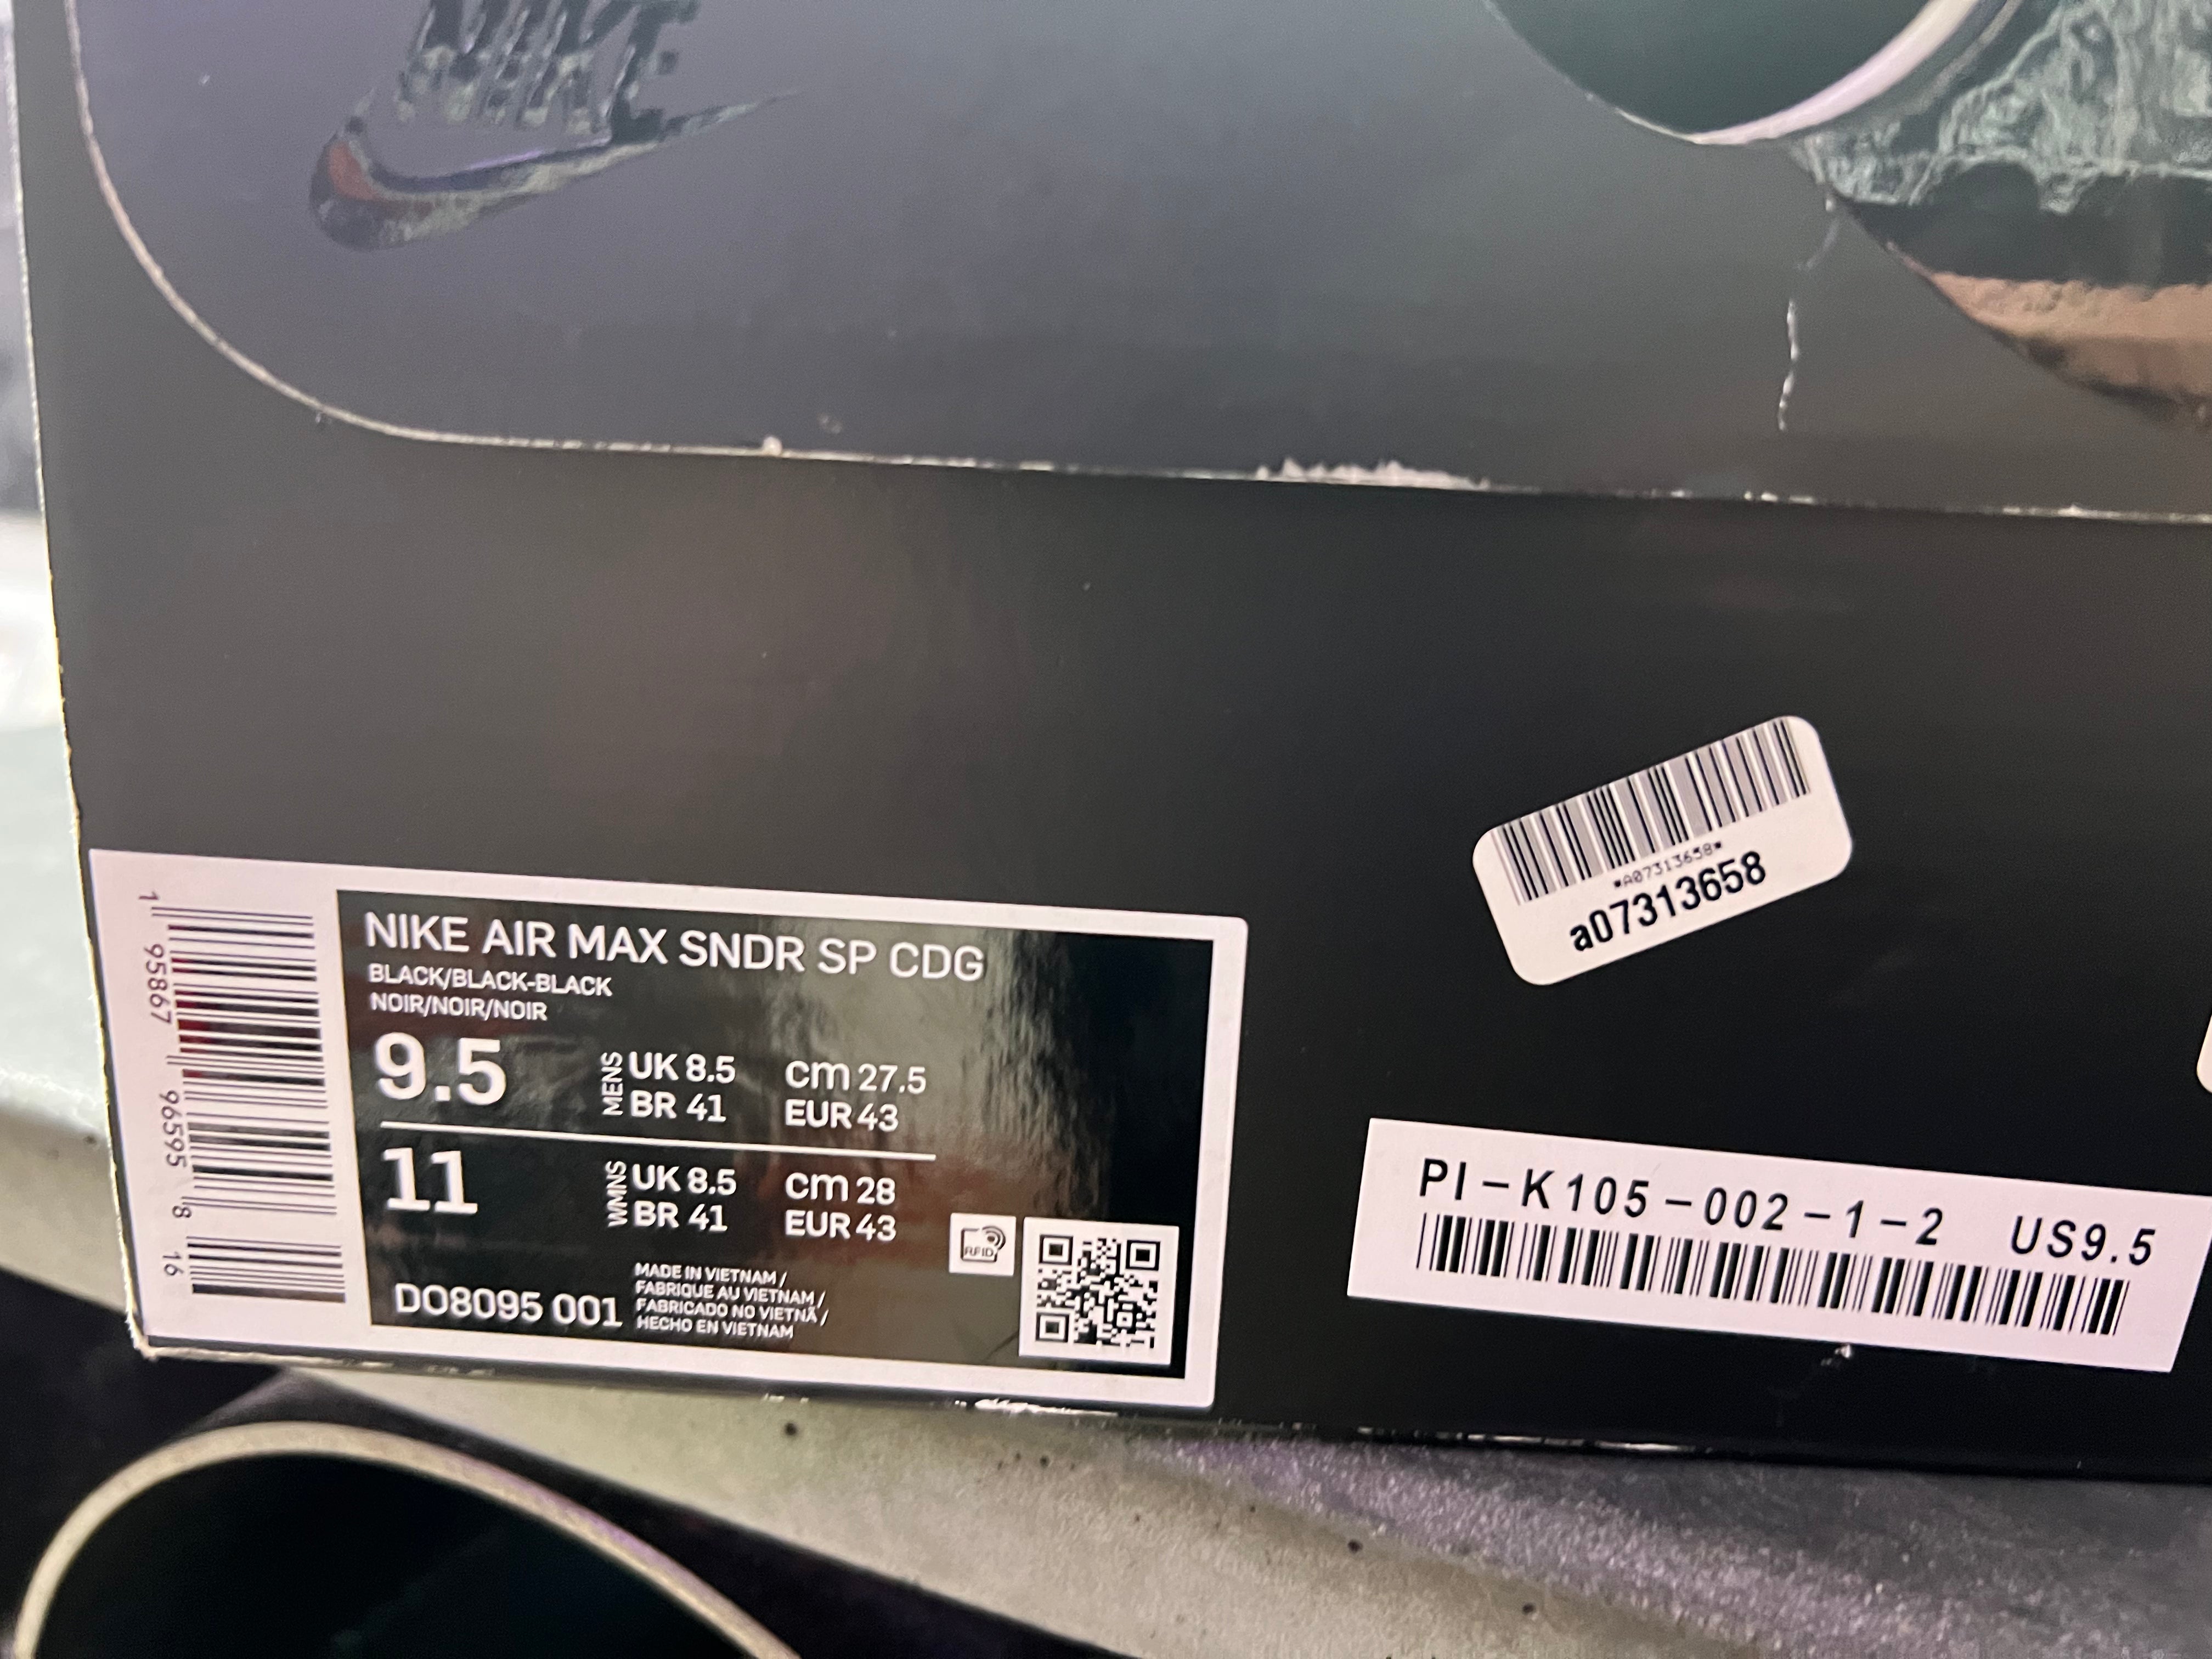 NIKE
1 95867 96595 8 16
NIKE AIR MAX SNDR SP CDG
BLACK/BLACK-BLACK
NOIR/NOIR/NOIR
9.5 MENS UK 8.5 cm 27.5
BR 41 EUR 43
11 WMNS UK 8.5 cm 28
BR 41 EUR 43
DO8095 001
MADE IN VIETNAM /
FABRIQUE AU VIETNAM /
FABRICADO NO VIETNÃ /
HECHO EN VIETNAM
RFID
*A07313658*
a07313658
PI-K105-002-1-2 US9.5